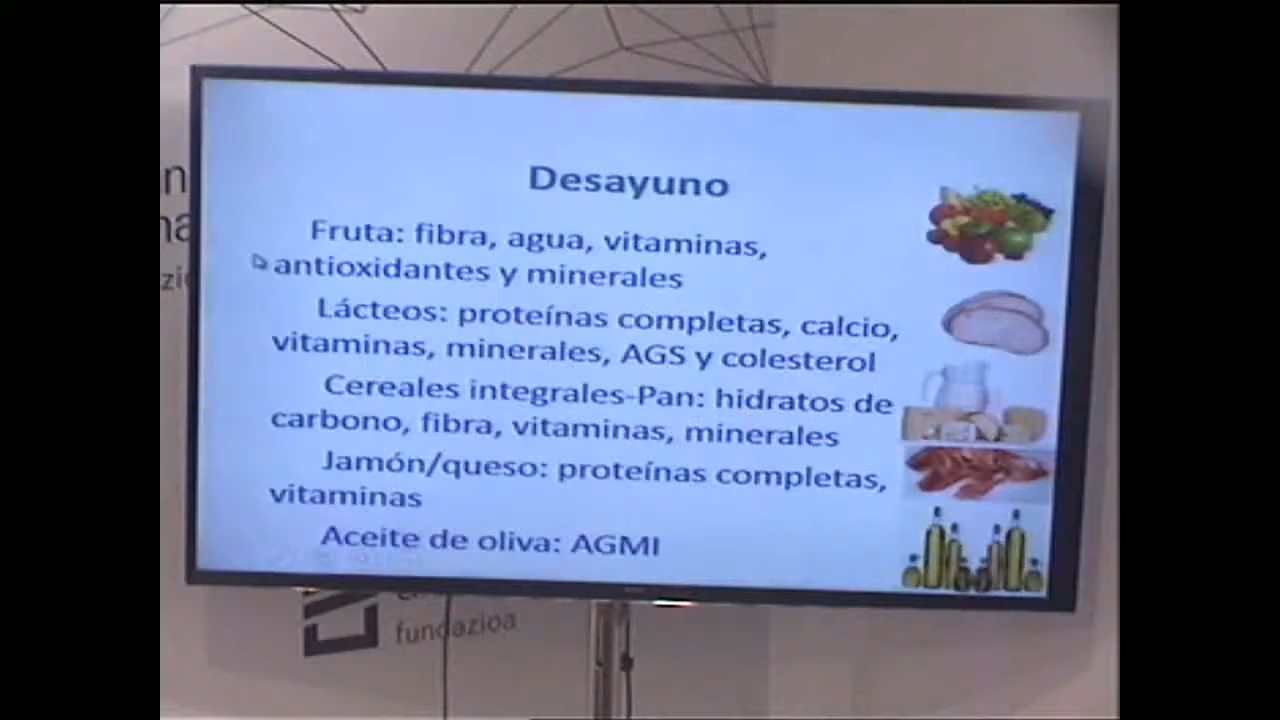 Desayuno
Fruta: fibra, agua, vitaminas,
antioxidantes y minerales
Lácteos: proteínas completas, calcio,
vitaminas, minerales, AGS y colesterol
Cereales integrales-Pan: hidratos de
carbono, fibra, vitaminas, minerales
Jamón/queso: proteínas completas,
vitaminas
Aceite de oliva: AGMI
fundazioa